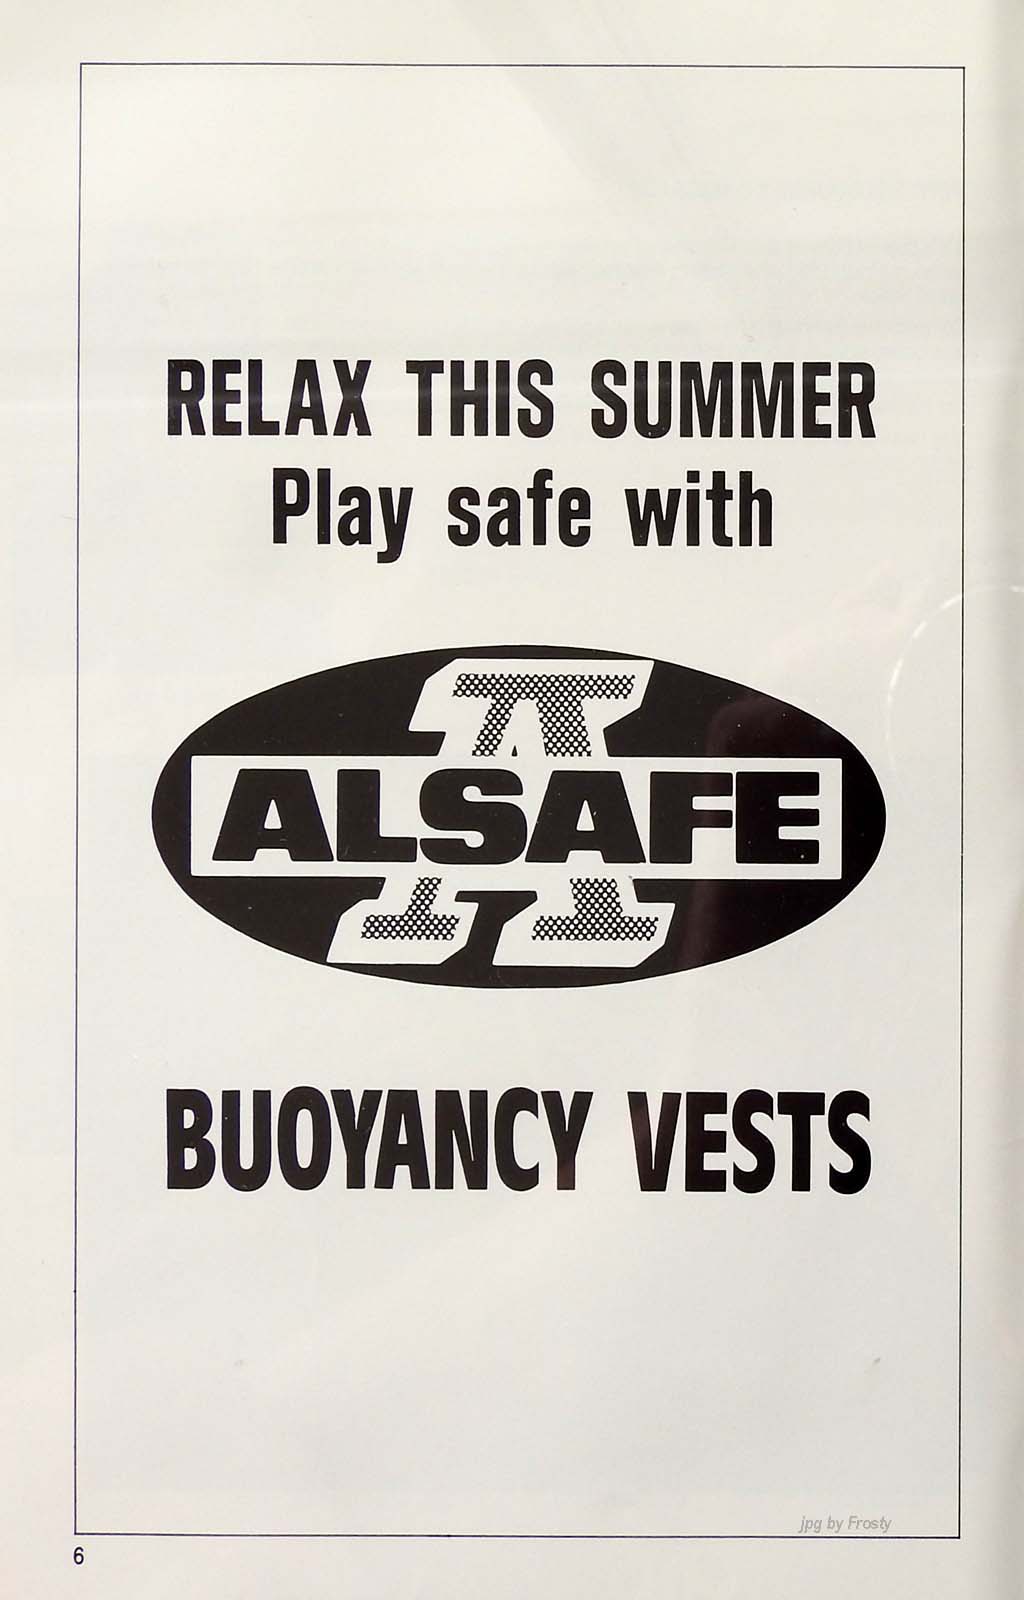 RELAX THIS SUMMER
Play safe with
ALSAFE
BUOYANCY VESTS
jpg by Frosty
6